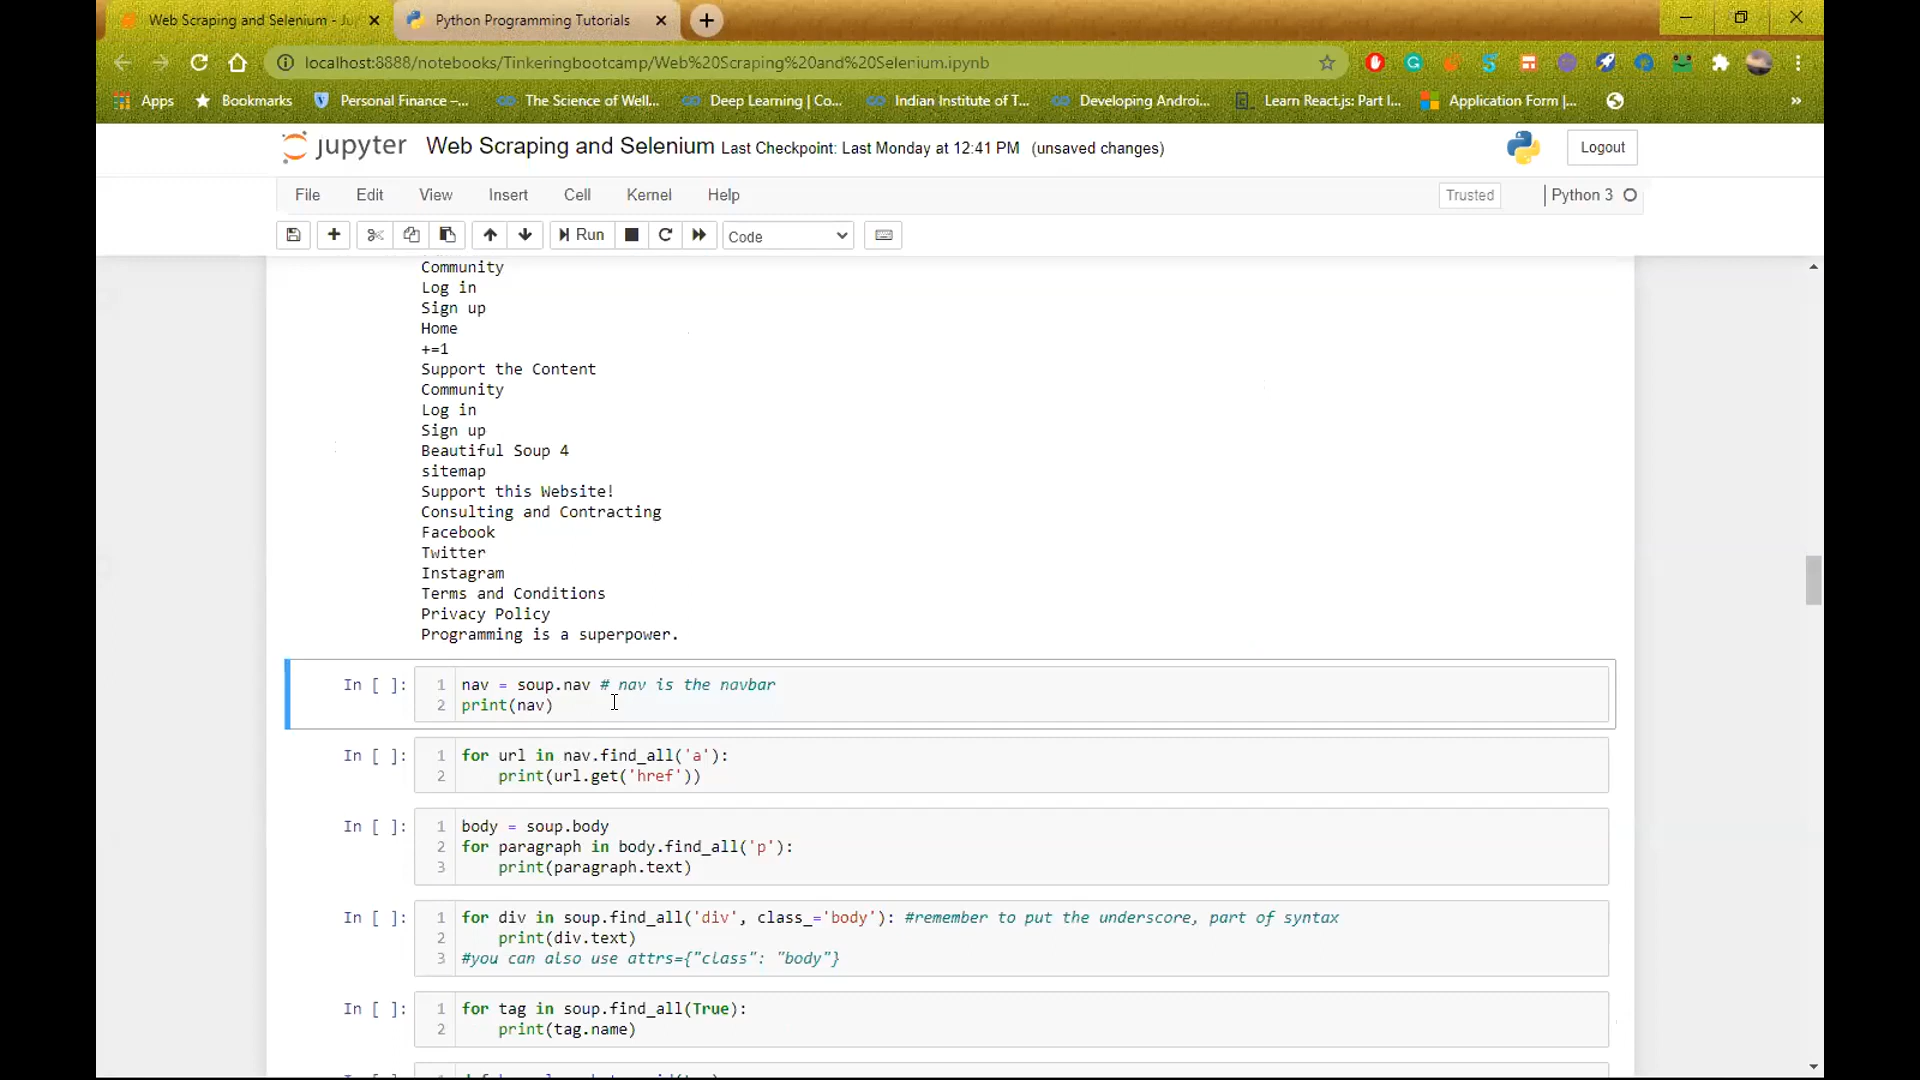 Web Scraping and Selenium - Ju
Python Programming Tutorials
localhost:8888/notebooks/Tinkeringbootcamp/Web%20Scraping%20and%20Selenium.ipynb
Apps
Bookmarks
Personal Finance –...
The Science of Well...
Deep Learning | Co...
Indian Institute of T...
Developing Androi...
Learn React.js: Part I...
Application Form |...
»
jupyter Web Scraping and Selenium Last Checkpoint: Last Monday at 12:41 PM (unsaved changes)
Logout
File Edit View Insert Cell Kernel Help
Trusted
Python 3
Run
Code
Community
Log in
Sign up
Home
+=1
Support the Content
Community
Log in
Sign up
Beautiful Soup 4
sitemap
Support this Website!
Consulting and Contracting
Facebook
Twitter
Instagram
Terms and Conditions
Privacy Policy
Programming is a superpower.
In [ ]: 1 nav = soup.nav # nav is the navbar
2 print(nav)
In [ ]: 1 for url in nav.find_all('a'):
2     print(url.get('href'))
In [ ]: 1 body = soup.body
2 for paragraph in body.find_all('p'):
3     print(paragraph.text)
In [ ]: 1 for div in soup.find_all('div', class_='body'): #remember to put the underscore, part of syntax
2     print(div.text)
3 #you can also use attrs={"class": "body"}
In [ ]: 1 for tag in soup.find_all(True):
2     print(tag.name)